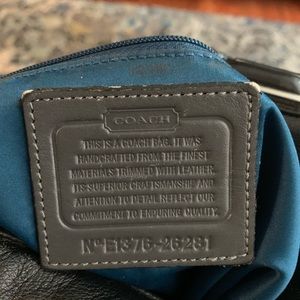 COACH
THIS IS A COACH BAG. IT WAS
HANDCRAFTED FROM THE FINEST
MATERIALS TRIMMED WITH LEATHER.
ITS SUPERIOR CRAFTSMANSHIP AND
ATTENTION TO DETAIL REFLECT OUR
COMMITMENT TO ENDURING QUALITY.
Nº E1376-26281